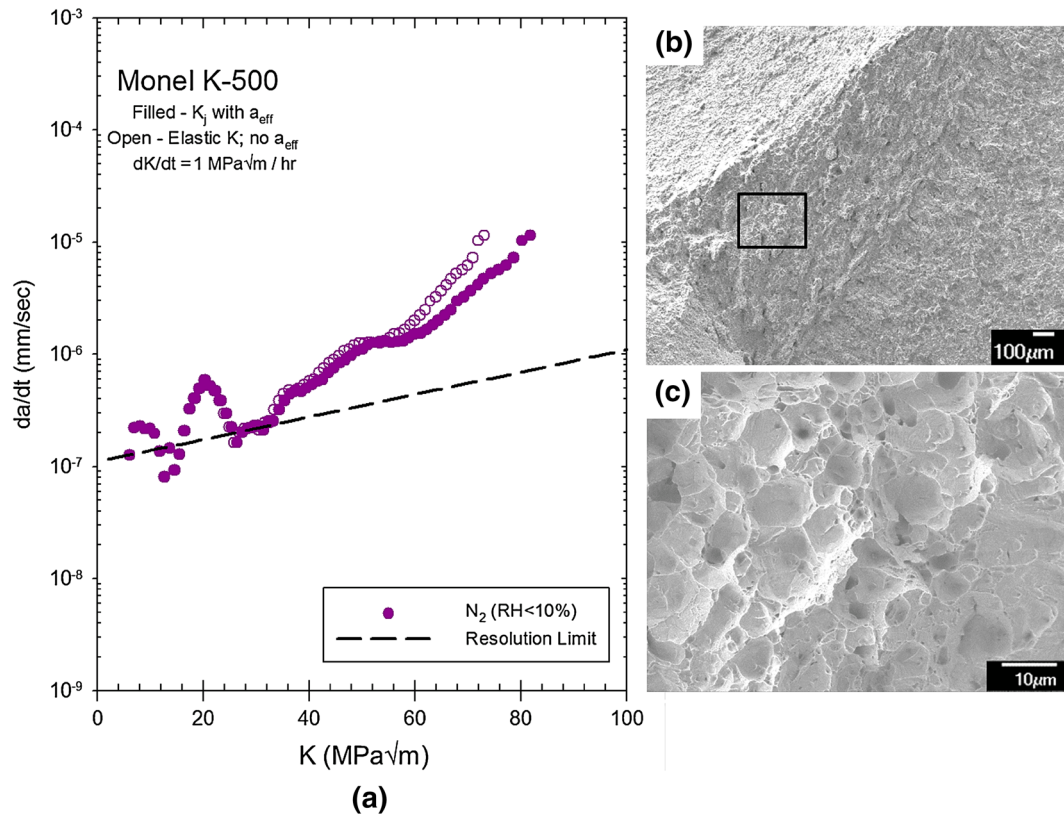 10⁻³
10⁻⁴
10⁻⁵
10⁻⁶
10⁻⁷
10⁻⁸
10⁻⁹
da/dt (mm/sec)
Monel K-500
Filled - Kⱼ with a_eff
Open - Elastic K; no a_eff
dK/dt = 1 MPa√m / hr
N₂ (RH<10%)
Resolution Limit
0 20 40 60 80 100
K (MPa√m)
(a)
(b)
100µm
(c)
10µm